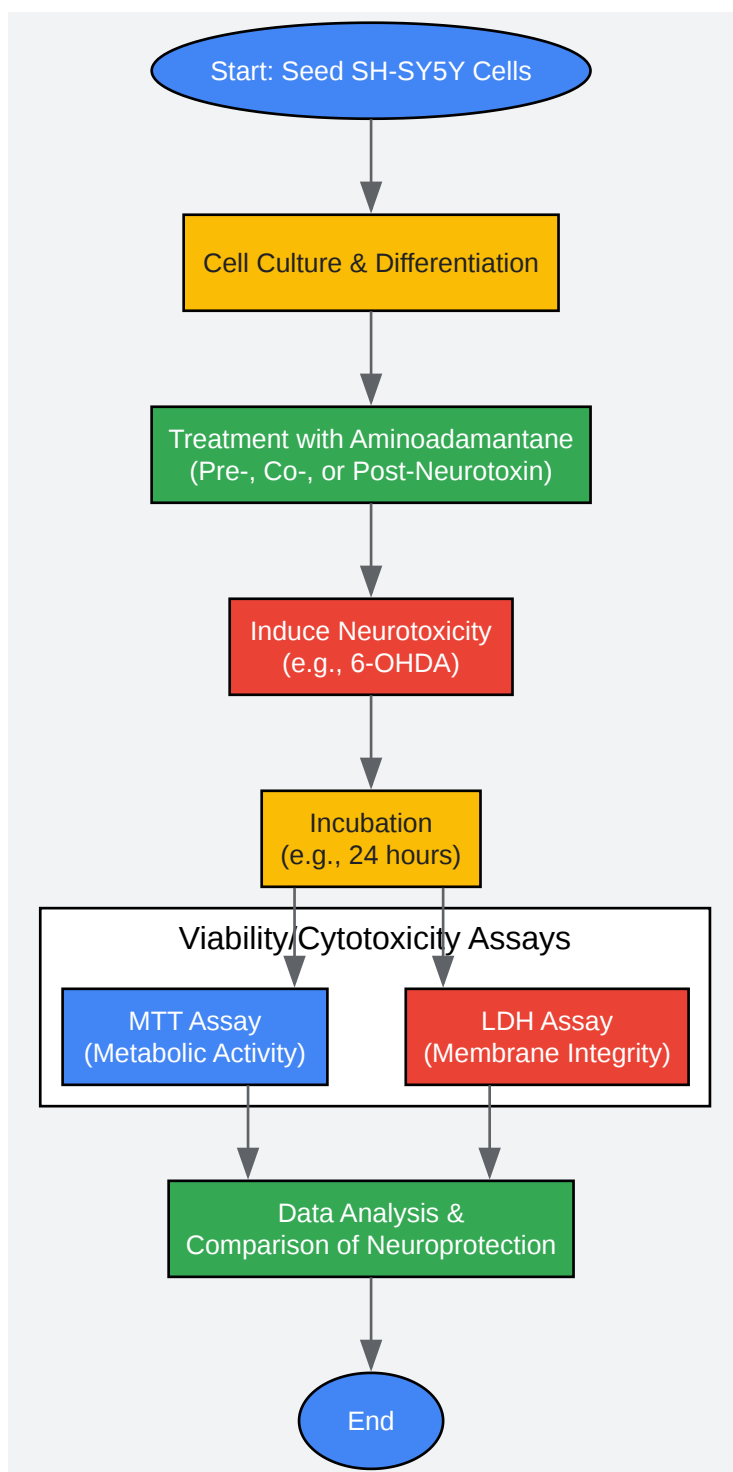 Start: Seed SH-SY5Y Cells
Cell Culture & Differentiation
Treatment with Aminoadamantane
(Pre-, Co-, or Post-Neurotoxin)
Induce Neurotoxicity
(e.g., 6-OHDA)
Incubation
(e.g., 24 hours)
Viability/Cytotoxicity Assays
MTT Assay
(Metabolic Activity)
LDH Assay
(Membrane Integrity)
Data Analysis &
Comparison of Neuroprotection
End